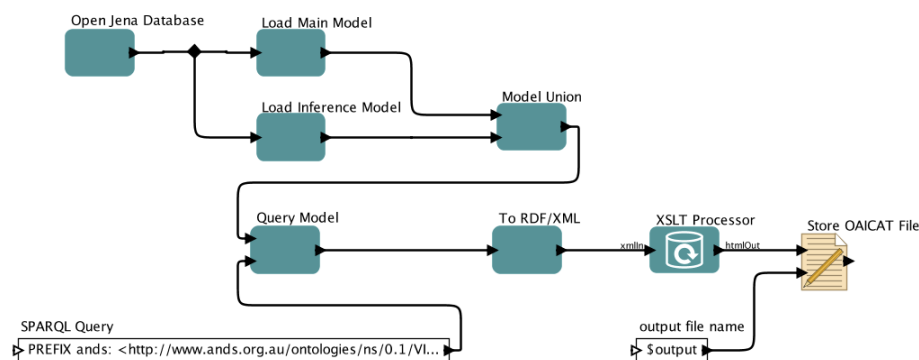 Open Jena Database
Load Main Model
Load Inference Model
Model Union
Query Model
To RDF/XML
XSLT Processor
Store OAICAT File
xmlIn
htmlOut
SPARQL Query
PREFIX ands: <http://www.ands.org.au/ontologies/ns/0.1/VI...
output file name
$output